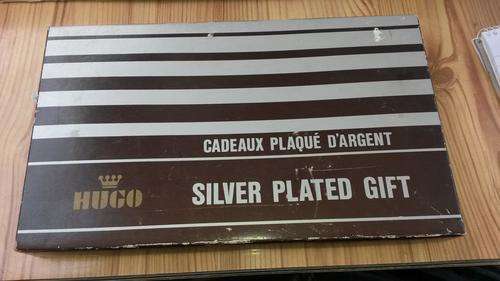 CADEAUX PLAQUÉ D'ARGENT
HUGO
SILVER PLATED GIFT